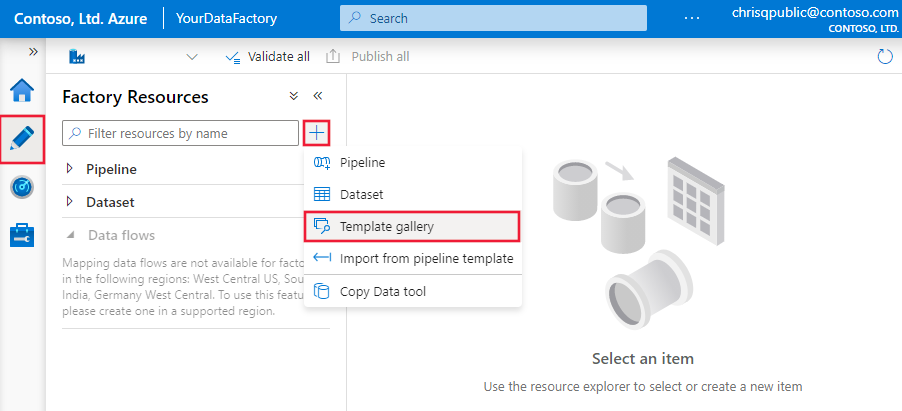 Contoso, Ltd. Azure
YourDataFactory
Search
...
chrisqpublic@contoso.com
CONTOSO, LTD.
»
Validate all
Publish all
Factory Resources
«
Filter resources by name
Pipeline
Dataset
Data flows
Mapping data flows are not available for facto
in the following regions: West Central US, Sou
India, Germany West Central. To use this featu
please create one in a supported region.
Pipeline
Dataset
Template gallery
Import from pipeline template
Copy Data tool
Select an item
Use the resource explorer to select or create a new item